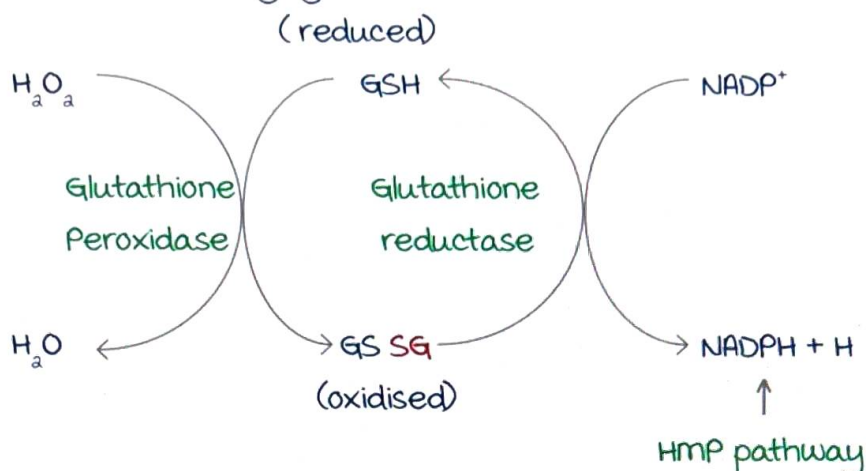 (reduced)
H2O2
GSH
NADP+
Glutathione
Peroxidase
Glutathione
reductase
H2O
GS SG
NADPH + H
(oxidised)
HMP pathway